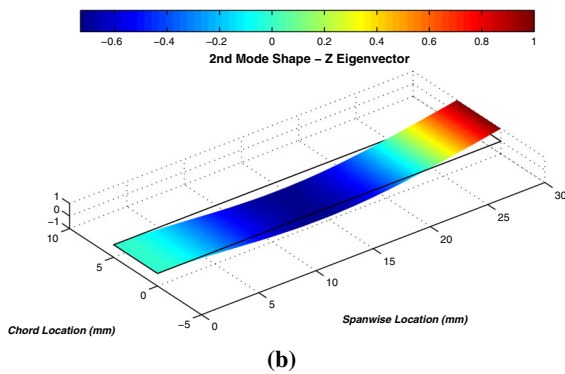 −0.6 −0.4 −0.2 0 0.2 0.4 0.6 0.8 1
2nd Mode Shape – Z Eigenvector
1
0
−1
10
5
0
−5
0
5
10
15
20
25
30
Chord Location (mm)
Spanwise Location (mm)
(b)